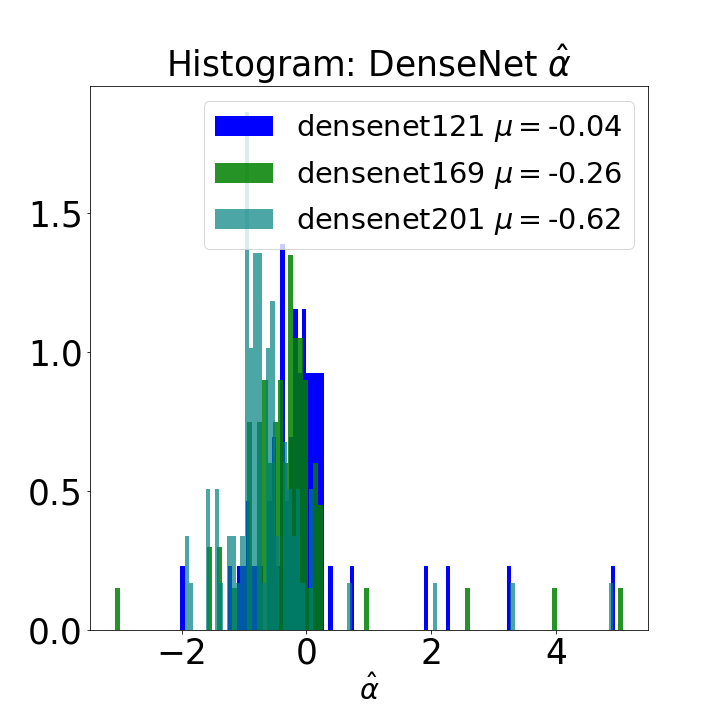 Histogram: DenseNet α̂
densenet121 μ = -0.04
densenet169 μ = -0.26
densenet201 μ = -0.62
1.5
1.0
0.5
0.0
−2 0 2 4
α̂